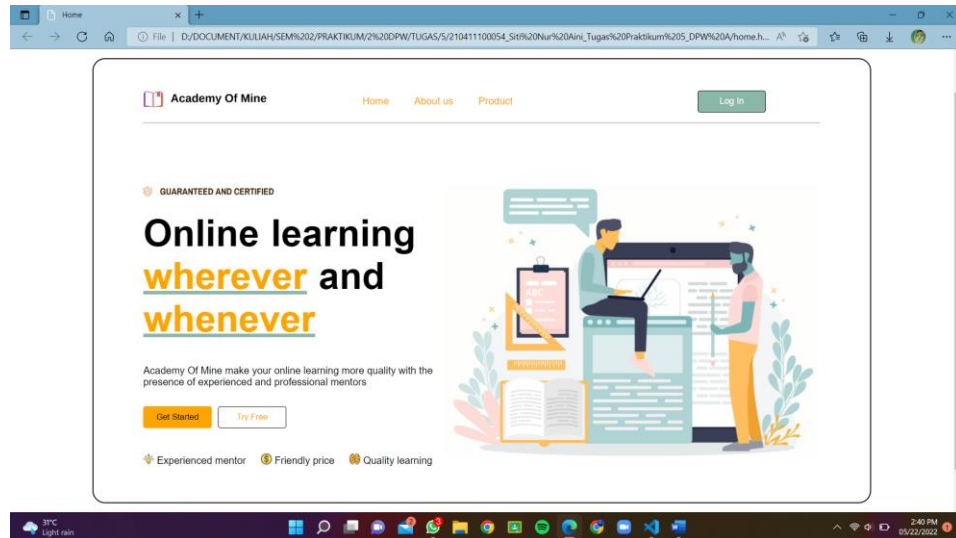 Home
File | D:/DOCUMENT/KULIAH/SEM%202/PRAKTIKUM/2%20DPW/TUGAS/5/210411100054_Siti%20Nur%20Aini_Tugas%20Praktikum%205_DPW%20A/home.h...
Academy Of Mine
Home About us Product
Log In
GUARANTEED AND CERTIFIED
Online learning
wherever and
whenever
ABC
Academy Of Mine make your online learning more quality with the
presence of experienced and professional mentors
Get Started Try Free
Experienced mentor Friendly price Quality learning
31°C
Light rain
2:40 PM
05/22/2022